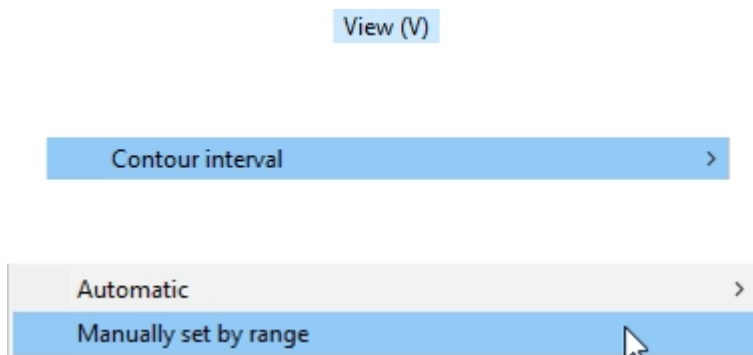 View (V)
Contour interval
Automatic
Manually set by range